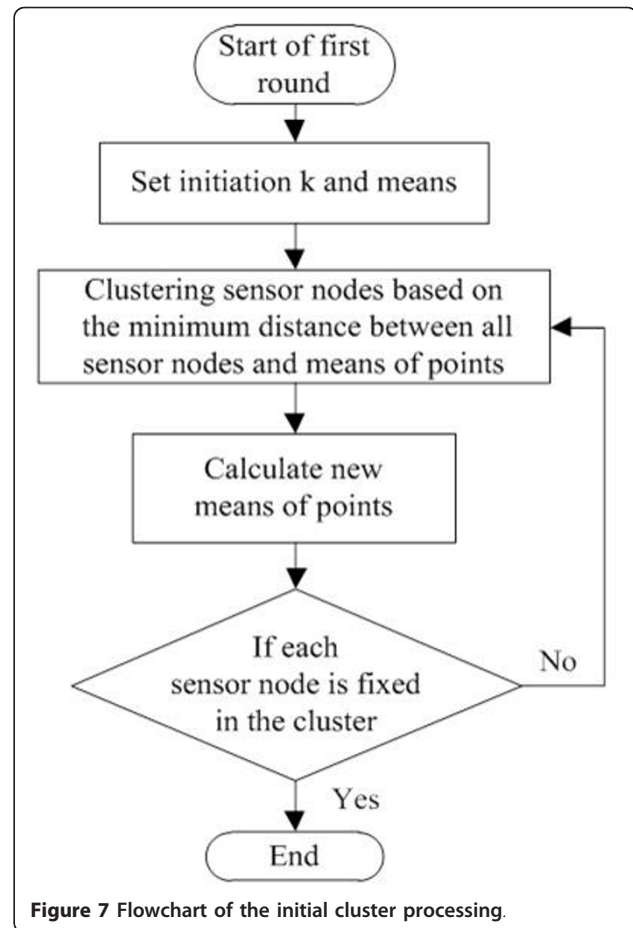 Start of first
round
Set initiation k and means
Clustering sensor nodes based on
the minimum distance between all
sensor nodes and means of points
Calculate new
means of points
If each
sensor node is fixed
in the cluster
No
Yes
End
Figure 7 Flowchart of the initial cluster processing.